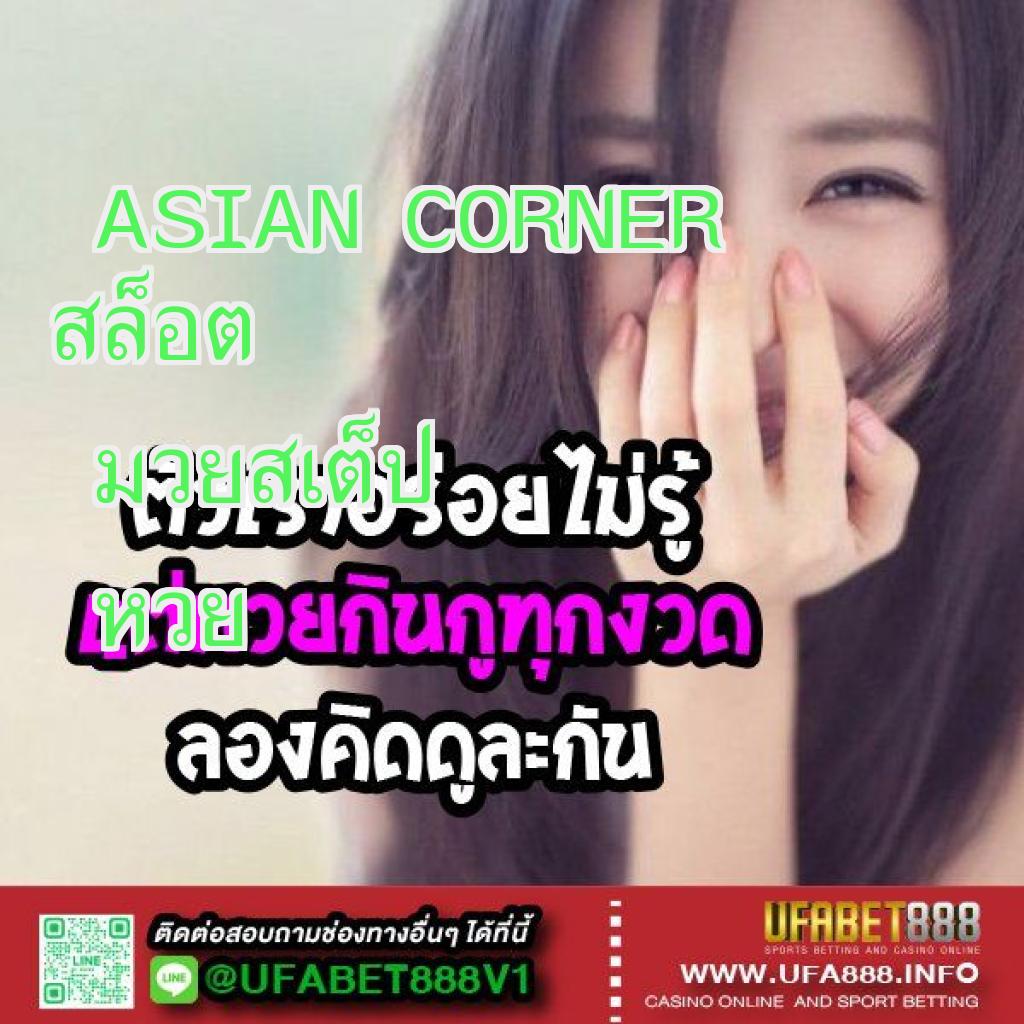 ASIAN CORNER
สล็อต
มวยสเต็ป
ไม่รู้
หวย
หวยกินกูทุกงวด
ลองคิดดูละกัน
ติดต่อสอบถามช่องทางอื่นๆ ได้ที่นี้
LINE
LINE
@UFABET888V1
UFABET888
SPORTS BETTING AND CASINO ONLINE
WWW.UFA888.INFO
CASINO ONLINE AND SPORT BETTING